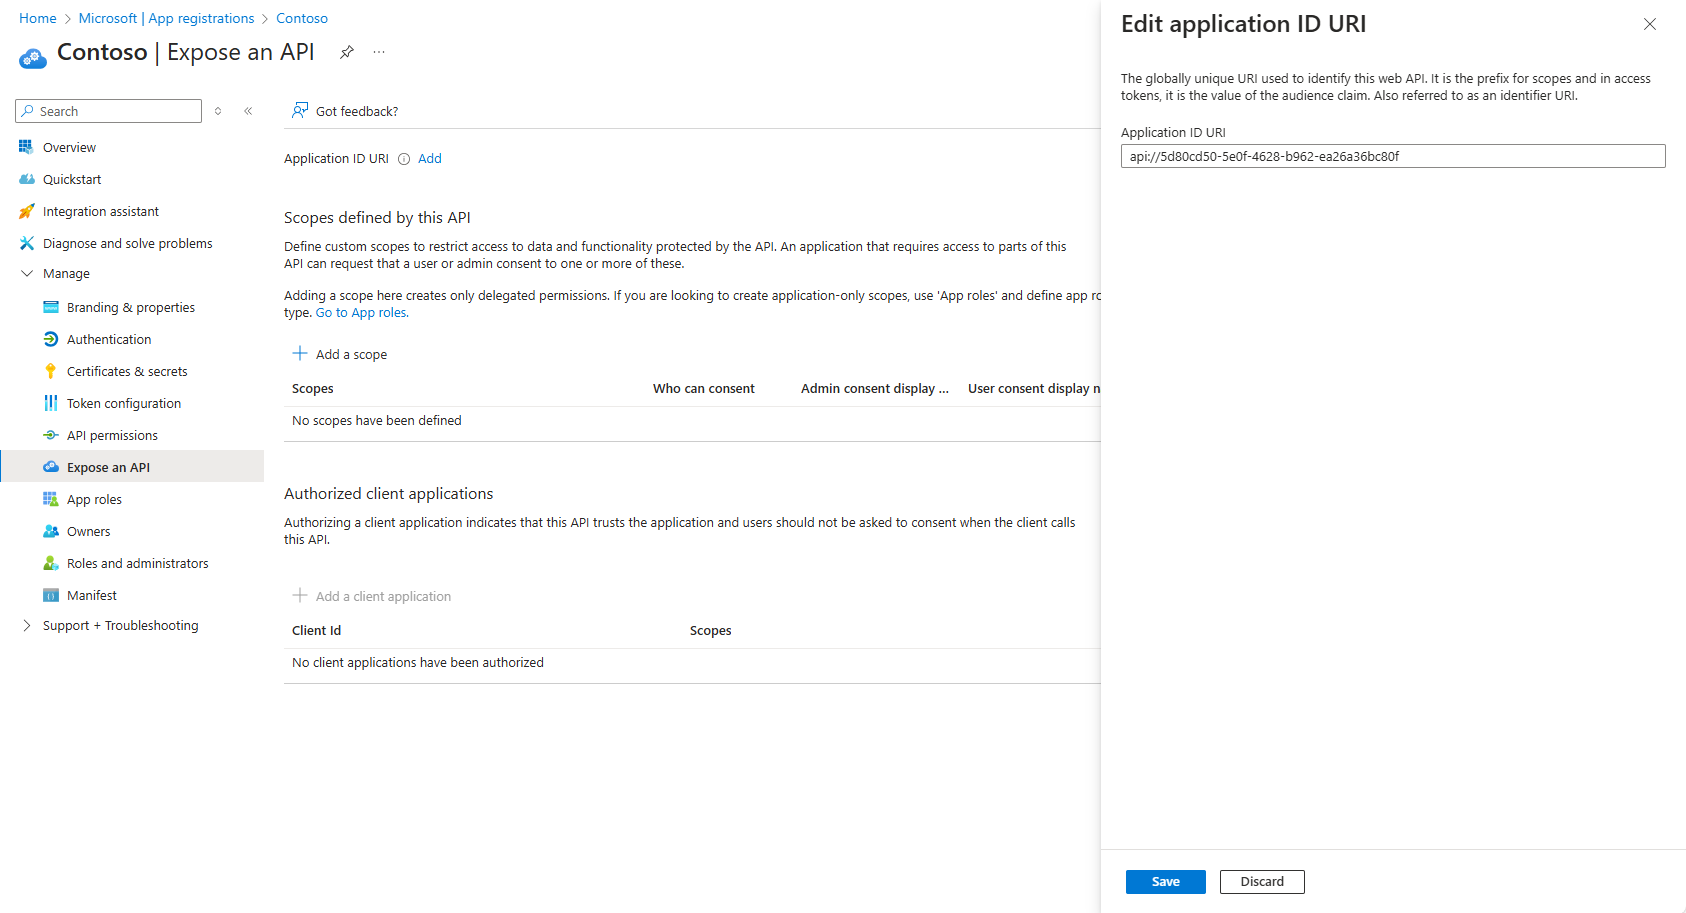 Home > Microsoft | App registrations > Contoso
Contoso | Expose an API
Search
Overview
Quickstart
Integration assistant
Diagnose and solve problems
Manage
Branding & properties
Authentication
Certificates & secrets
Token configuration
API permissions
Expose an API
App roles
Owners
Roles and administrators
Manifest
Support + Troubleshooting
Got feedback?
Application ID URI Add
Scopes defined by this API
Define custom scopes to restrict access to data and functionality protected by the API. An application that requires access to parts of this
API can request that a user or admin consent to one or more of these.
Adding a scope here creates only delegated permissions. If you are looking to create application-only scopes, use 'App roles' and define app ro
type. Go to App roles.
Add a scope
Scopes Who can consent Admin consent display ... User consent display n
No scopes have been defined
Authorized client applications
Authorizing a client application indicates that this API trusts the application and users should not be asked to consent when the client calls
this API.
Add a client application
Client Id Scopes
No client applications have been authorized
Edit application ID URI
The globally unique URI used to identify this web API. It is the prefix for scopes and in access
tokens, it is the value of the audience claim. Also referred to as an identifier URI.
Application ID URI
api://5d80cd50-5e0f-4628-b962-ea26a36bc80f
Save Discard